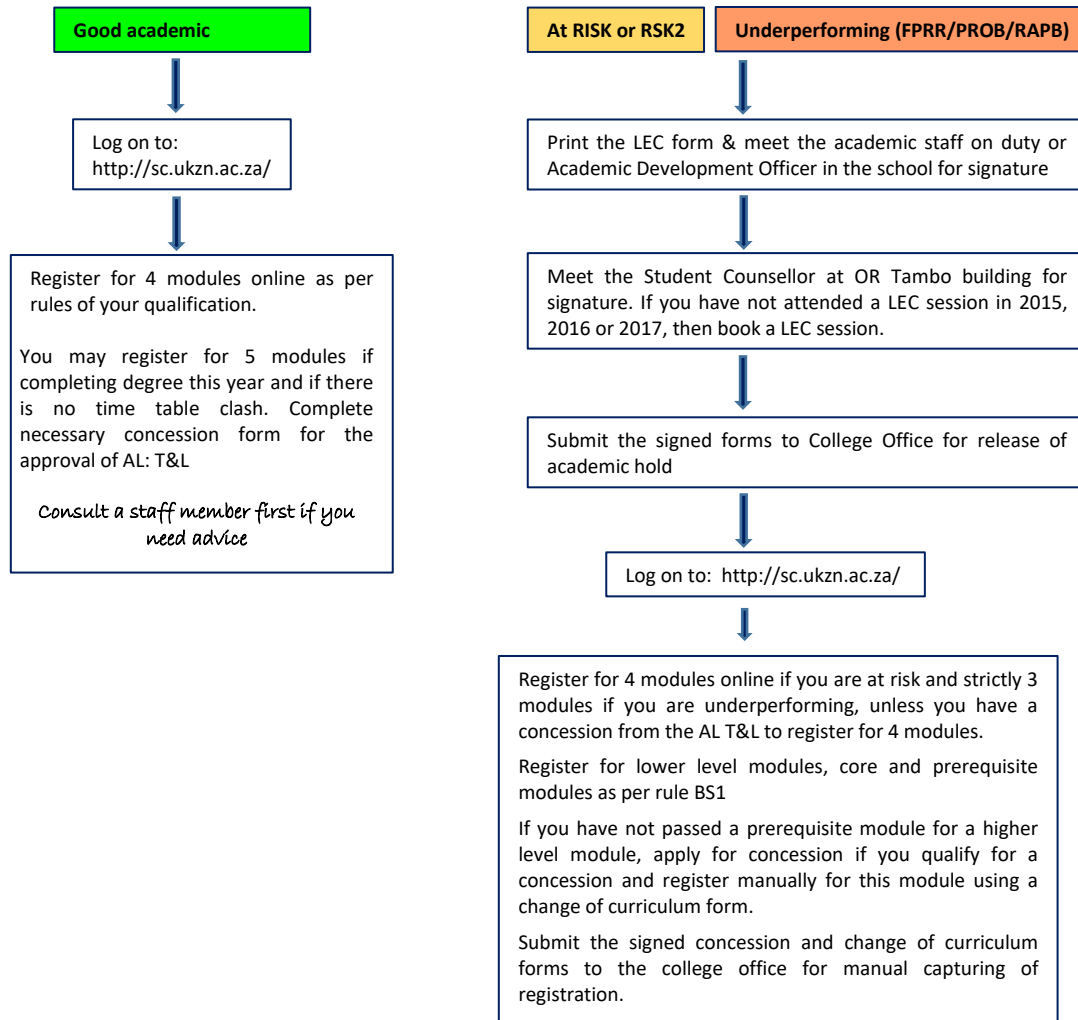 Good academic
Log on to:
http://sc.ukzn.ac.za/
Register for 4 modules online as per
rules of your qualification.
You may register for 5 modules if
completing degree this year and if there
is no time table clash. Complete
necessary concession form for the
approval of AL: T&L
Consult a staff member first if you
need advice
At RISK or RSK2
Underperforming (FPRR/PROB/RAPB)
Print the LEC form & meet the academic staff on duty or
Academic Development Officer in the school for signature
Meet the Student Counsellor at OR Tambo building for
signature. If you have not attended a LEC session in 2015,
2016 or 2017, then book a LEC session.
Submit the signed forms to College Office for release of
academic hold
Log on to: http://sc.ukzn.ac.za/
Register for 4 modules online if you are at risk and strictly 3
modules if you are underperforming, unless you have a
concession from the AL T&L to register for 4 modules.
Register for lower level modules, core and prerequisite
modules as per rule BS1
If you have not passed a prerequisite module for a higher
level module, apply for concession if you qualify for a
concession and register manually for this module using a
change of curriculum form.
Submit the signed concession and change of curriculum
forms to the college office for manual capturing of
registration.